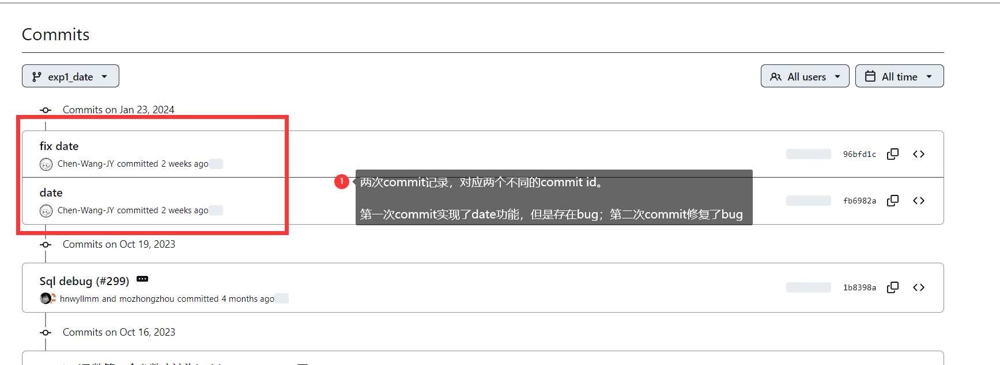 Commits
exp1_date
All users
All time
Commits on Jan 23, 2024
fix date
Chen-Wang-JY committed 2 weeks ago
96bfd1c
1
两次commit记录，对应两个不同的commit id。
date
Chen-Wang-JY committed 2 weeks ago
fb6982a
第一次commit实现了date功能，但是存在bug；第二次commit修复了bug
Commits on Oct 19, 2023
Sql debug (#299)
hnwyllmm and mozhongzhou committed 4 months ago
1b8398a
Commits on Oct 16, 2023